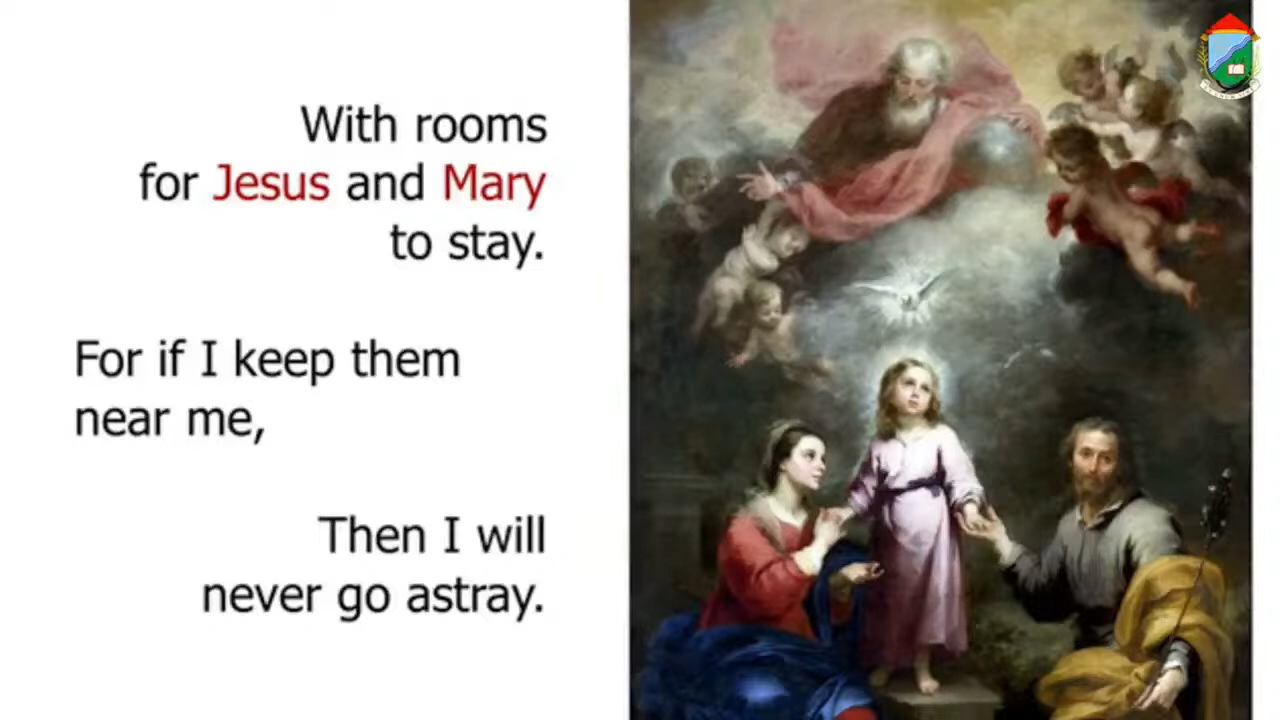 With rooms
for Jesus and Mary
to stay.
For if I keep them
near me,
Then I will
never go astray.